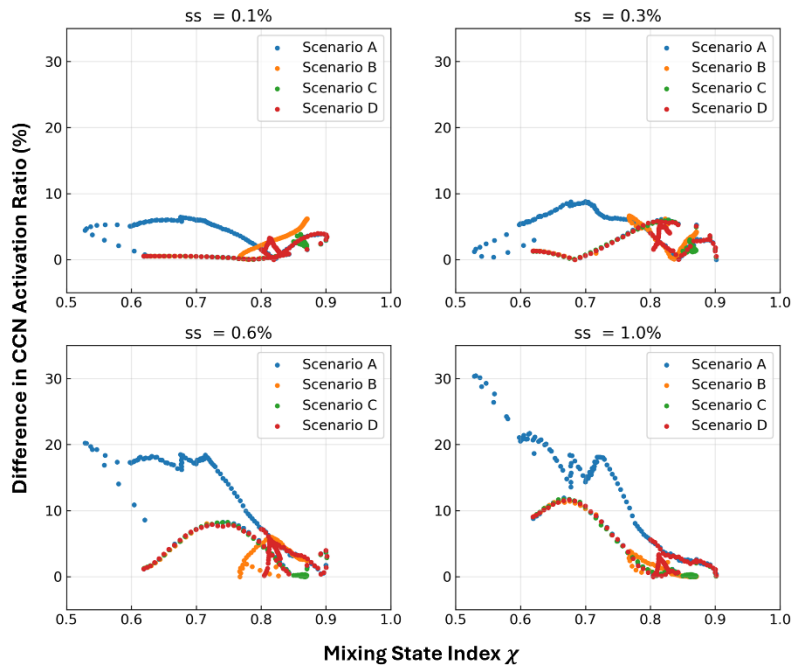 ss = 0.1%
ss = 0.3%
Difference in CCN Activation Ratio (%)
30
20
10
0
Scenario A
Scenario B
Scenario C
Scenario D
0.5 0.6 0.7 0.8 0.9 1.0
30
20
10
0
Scenario A
Scenario B
Scenario C
Scenario D
0.5 0.6 0.7 0.8 0.9 1.0
ss = 0.6%
ss = 1.0%
30
20
10
0
Scenario A
Scenario B
Scenario C
Scenario D
0.5 0.6 0.7 0.8 0.9 1.0
30
20
10
0
Scenario A
Scenario B
Scenario C
Scenario D
0.5 0.6 0.7 0.8 0.9 1.0
Mixing State Index χ